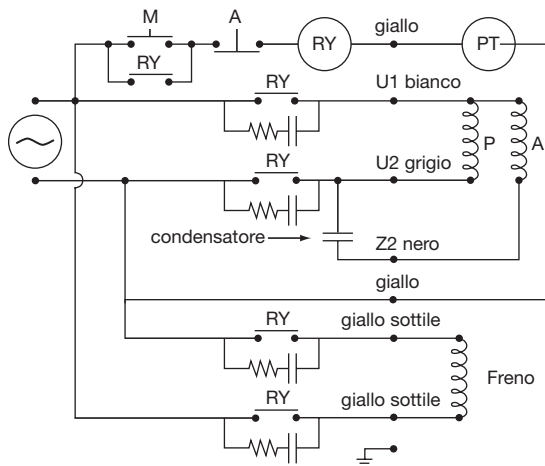 M A giallo
RY PT
RY
RY U1 bianco
P A
RY U2 grigio
condensatore
Z2 nero
giallo
RY giallo sottile
Freno
RY giallo sottile